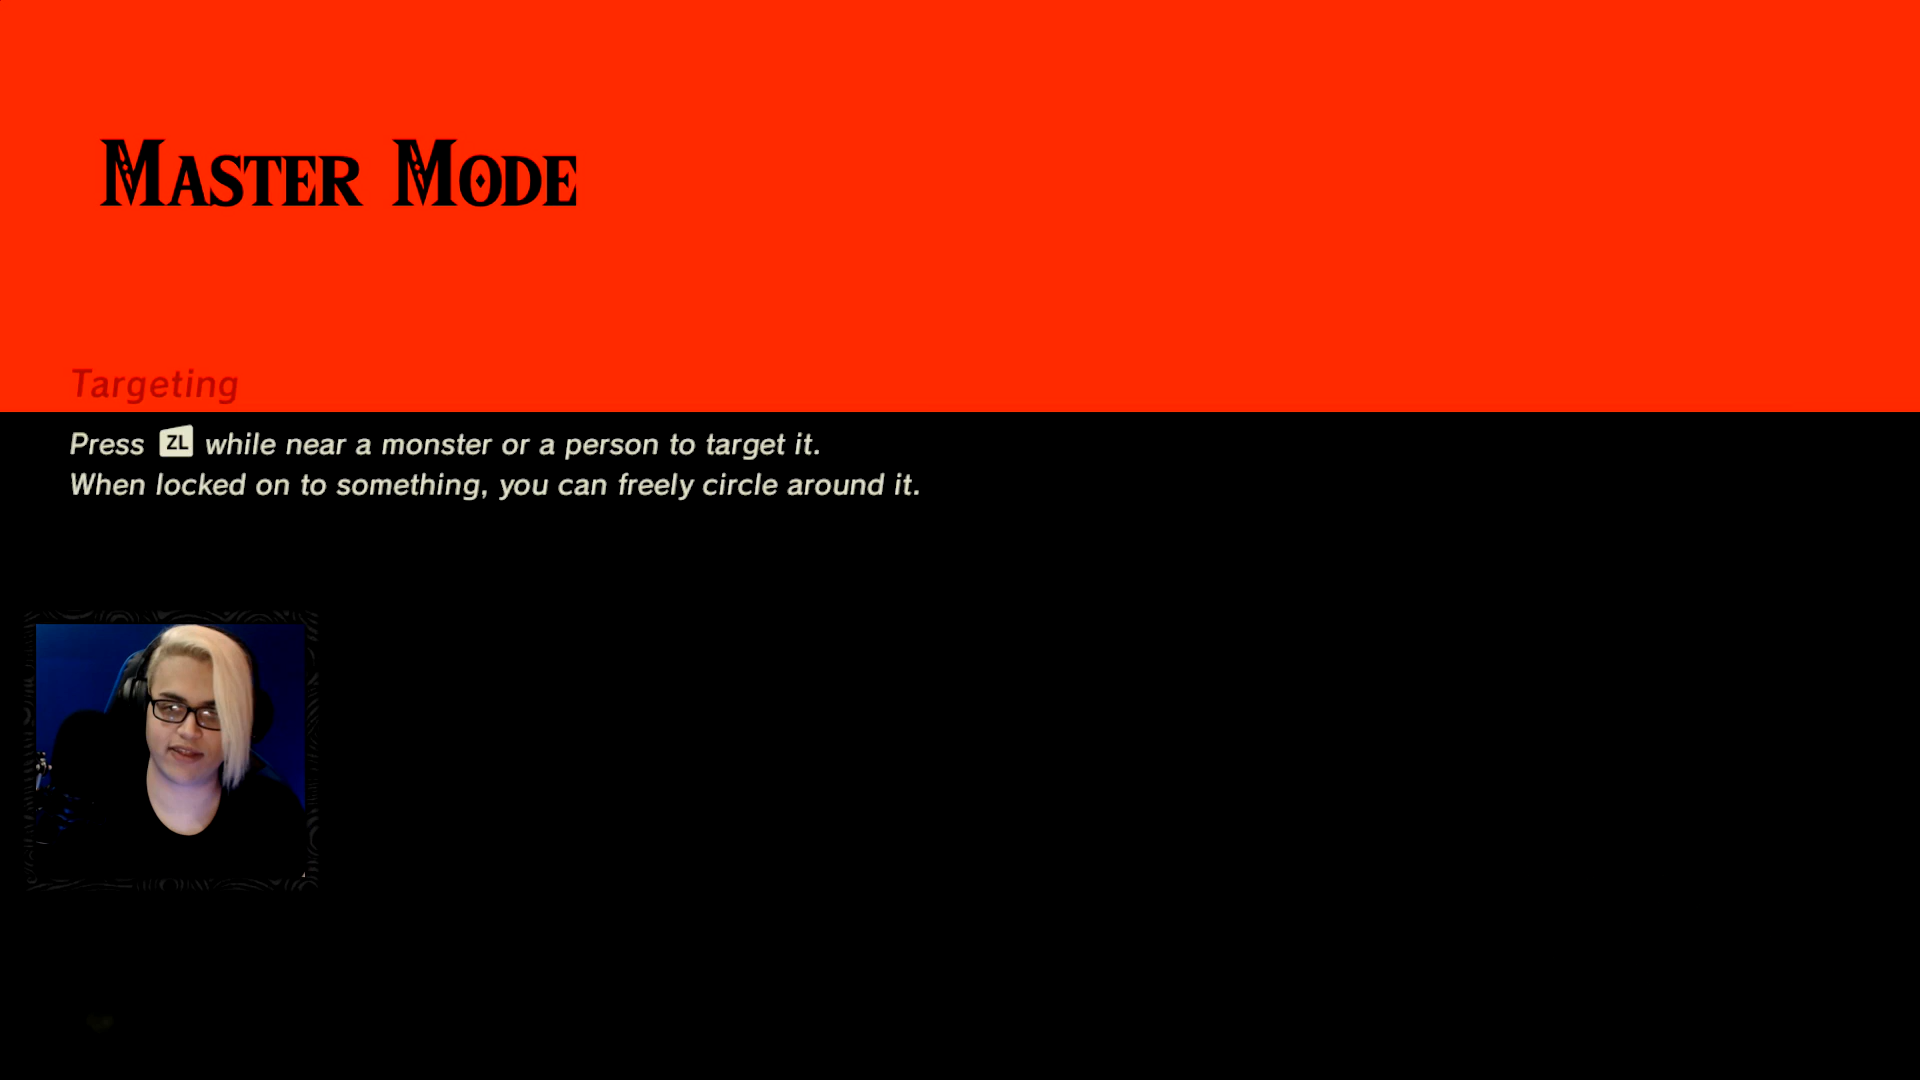 Master Mode
Targeting
Press ZL while near a monster or a person to target it.
When locked on to something, you can freely circle around it.